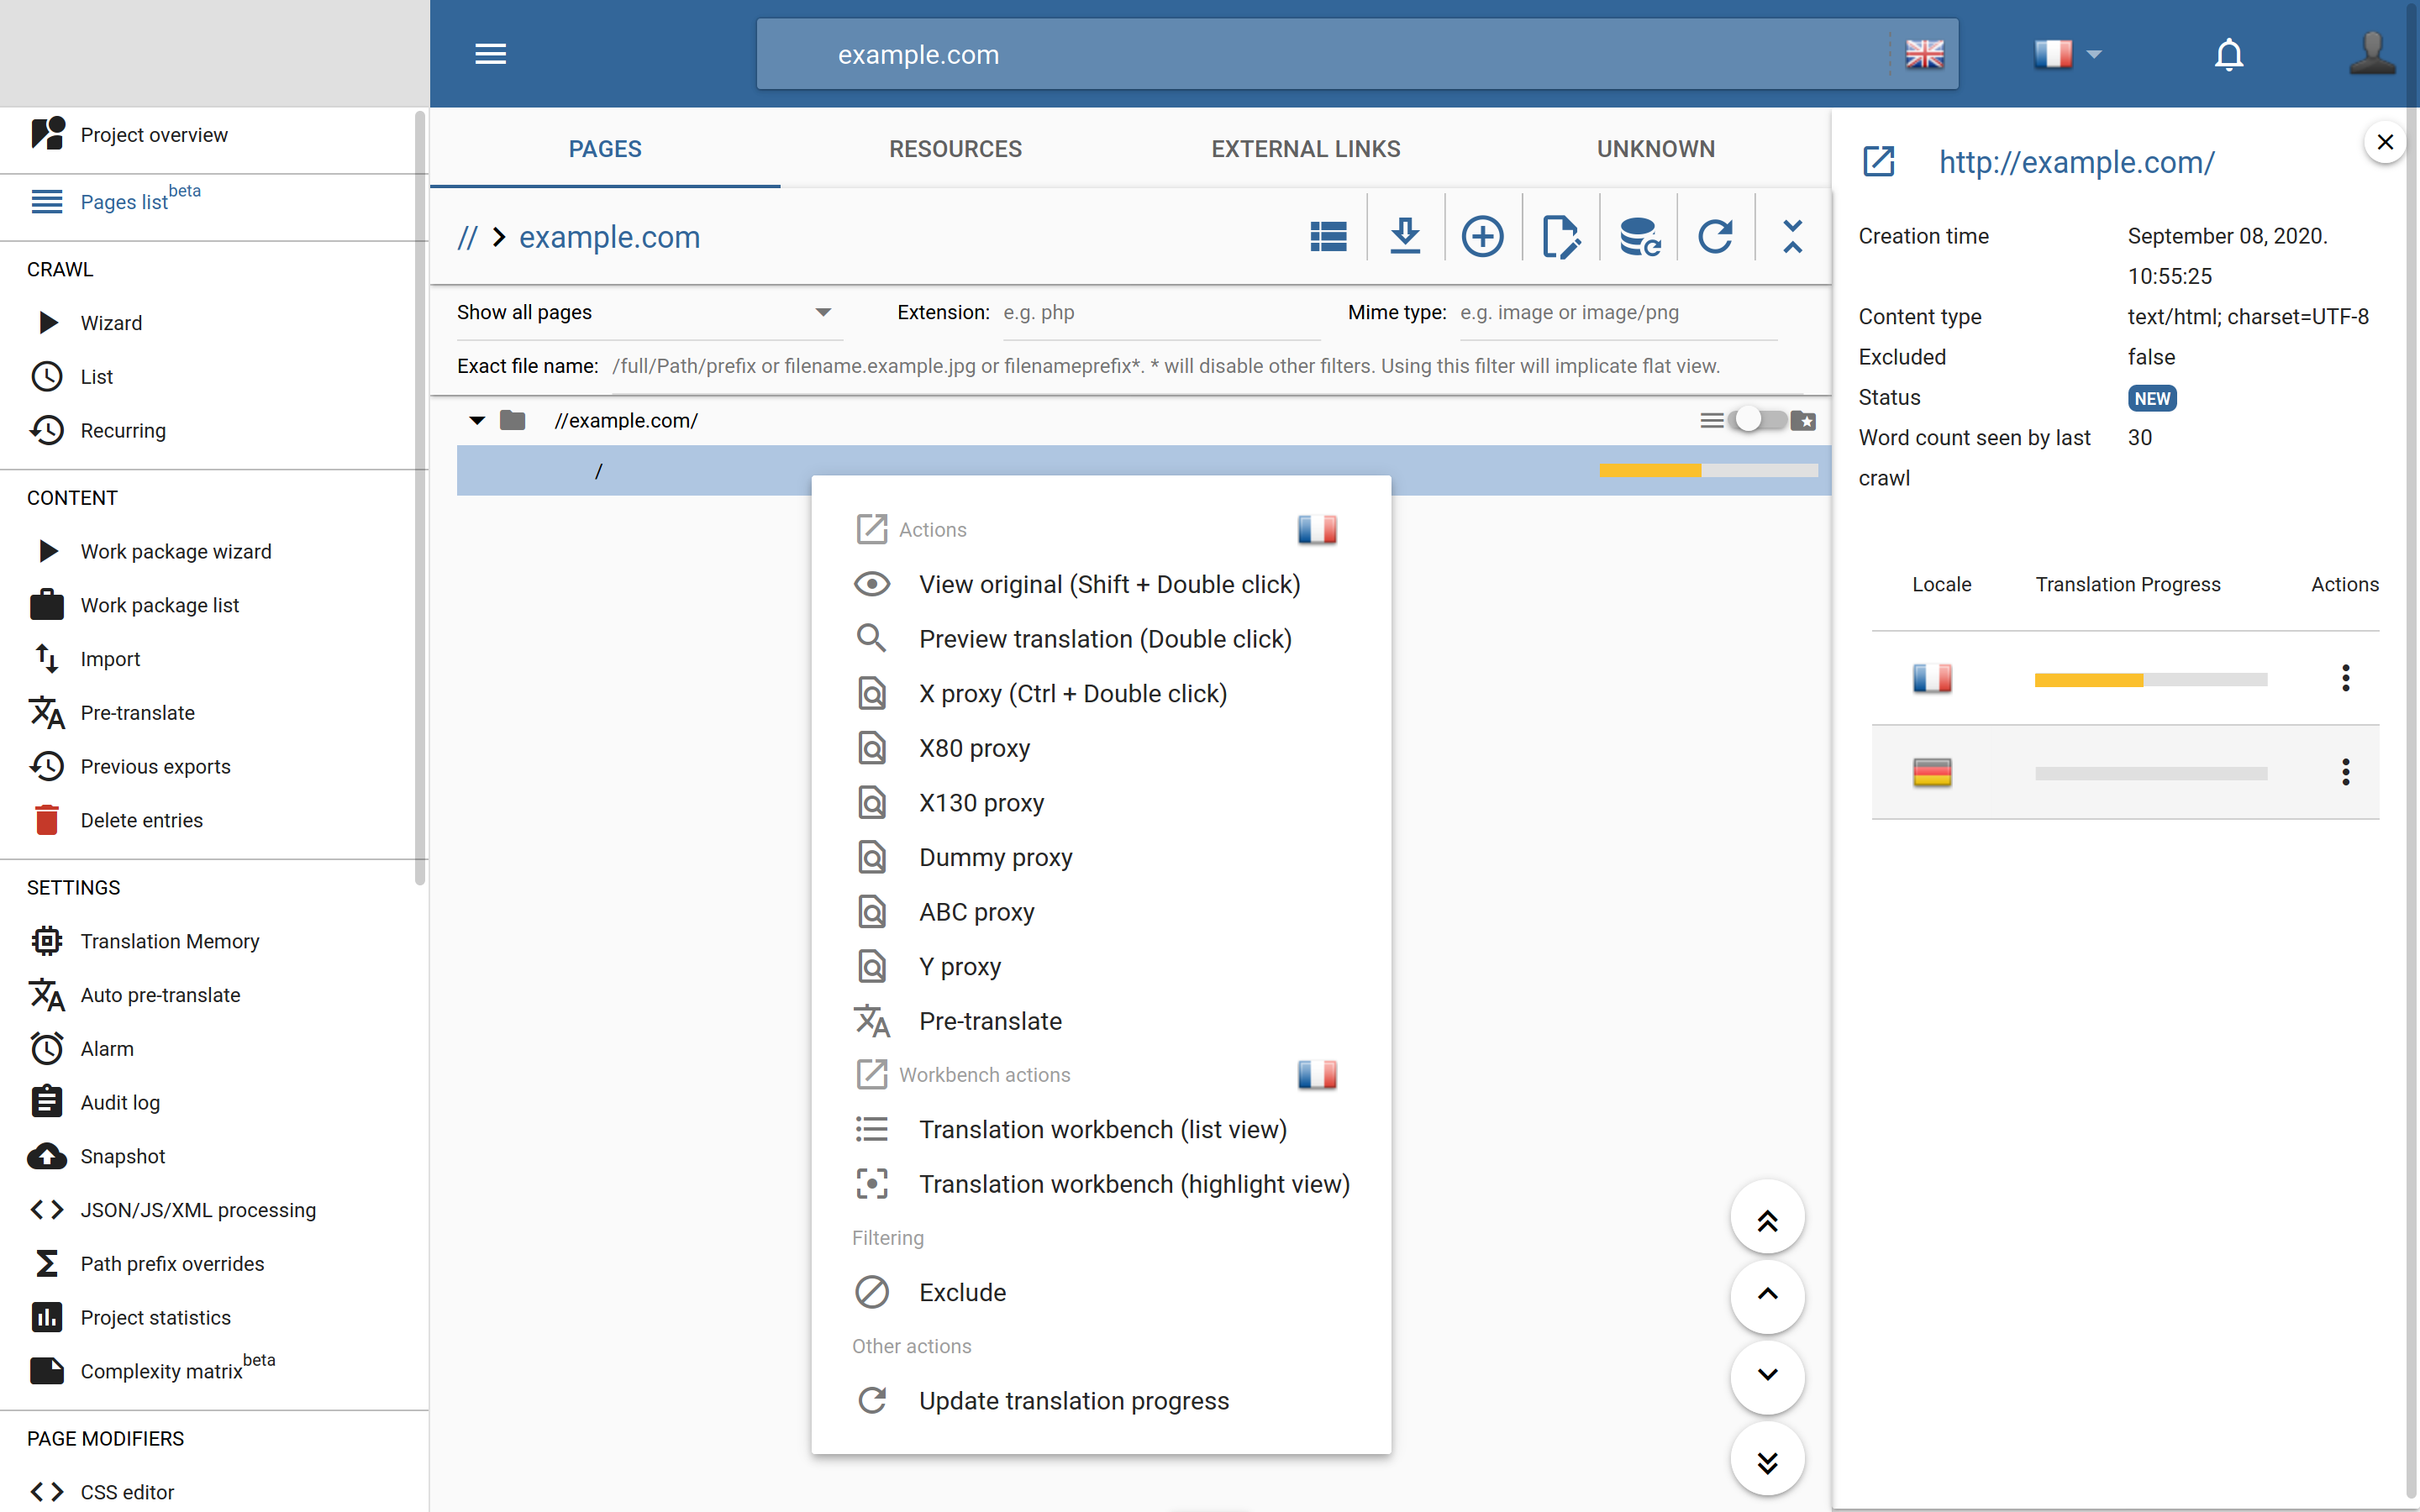 example.com
Project overview
Pages list beta
CRAWL
Wizard
List
Recurring
CONTENT
Work package wizard
Work package list
Import
Pre-translate
Previous exports
Delete entries
SETTINGS
Translation Memory
Auto pre-translate
Alarm
Audit log
Snapshot
JSON/JS/XML processing
Path prefix overrides
Project statistics
Complexity matrix beta
PAGE MODIFIERS
CSS editor
PAGES RESOURCES EXTERNAL LINKS UNKNOWN
// > example.com
Show all pages Extension: e.g. php Mime type: e.g. image or image/png
Exact file name: /full/Path/prefix or filename.example.jpg or filenameprefix*. * will disable other filters. Using this filter will implicate flat view.
//example.com/
/
Actions
View original (Shift + Double click)
Preview translation (Double click)
X proxy (Ctrl + Double click)
X80 proxy
X130 proxy
Dummy proxy
ABC proxy
Y proxy
Pre-translate
Workbench actions
Translation workbench (list view)
Translation workbench (highlight view)
Filtering
Exclude
Other actions
Update translation progress
http://example.com/
Creation time September 08, 2020.
10:55:25
Content type text/html; charset=UTF-8
Excluded false
Status NEW
Word count seen by last 30
crawl
Locale Translation Progress Actions